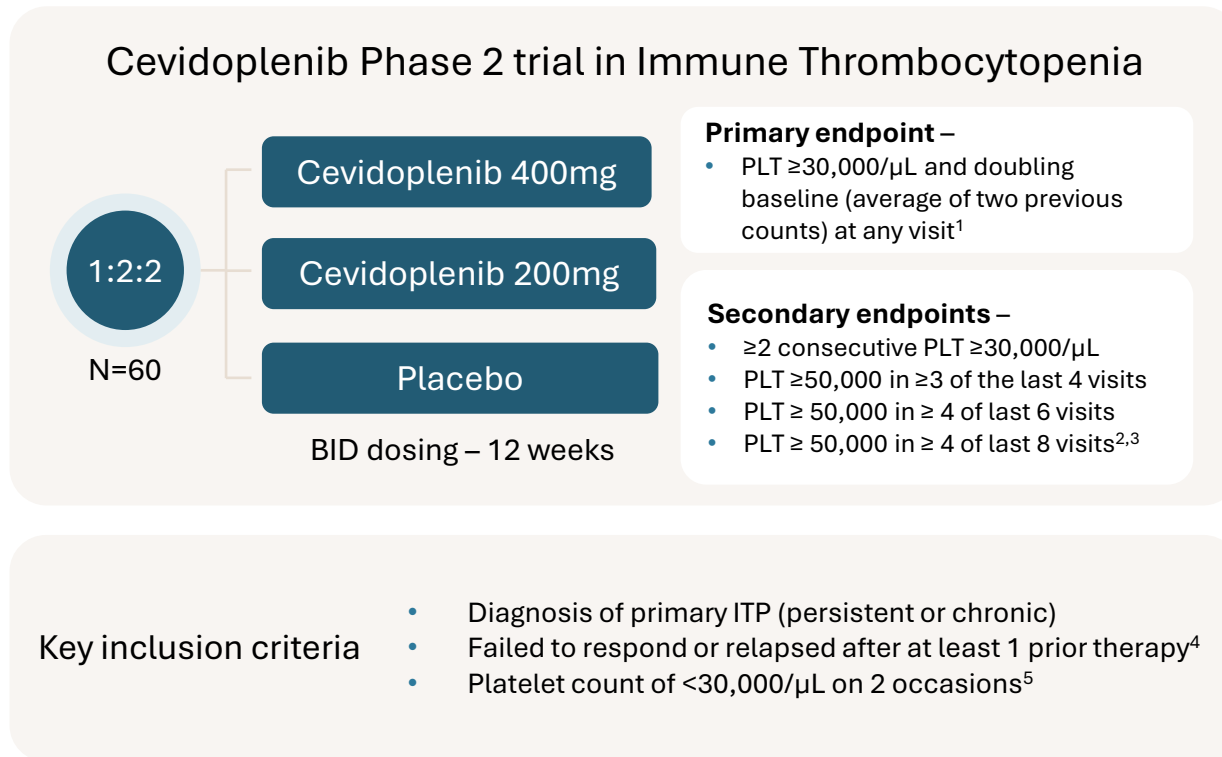 Cevidoplenib Phase 2 trial in Immune Thrombocytopenia
1:2:2
N=60
Cevidoplenib 400mg
Cevidoplenib 200mg
Placebo
BID dosing – 12 weeks
Primary endpoint –
• PLT ≥30,000/µL and doubling
baseline (average of two previous
counts) at any visit¹
Secondary endpoints –
• ≥2 consecutive PLT ≥30,000/µL
• PLT ≥50,000 in ≥3 of the last 4 visits
• PLT ≥ 50,000 in ≥ 4 of last 6 visits
• PLT ≥ 50,000 in ≥ 4 of last 8 visits²,³
Key inclusion criteria
• Diagnosis of primary ITP (persistent or chronic)
• Failed to respond or relapsed after at least 1 prior therapy⁴
• Platelet count of <30,000/µL on 2 occasions⁵